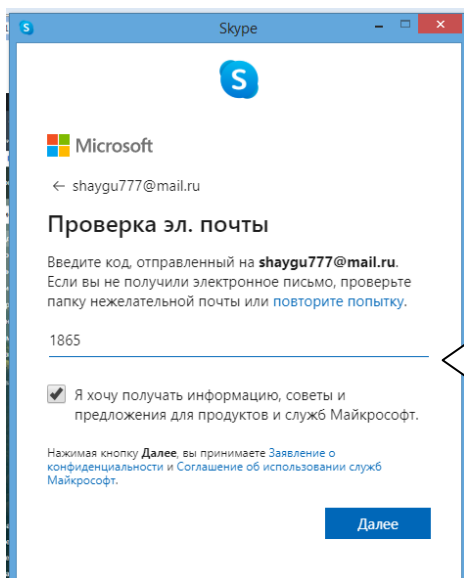 Skype
Microsoft
← shaygu777@mail.ru
Проверка эл. почты
Введите код, отправленный на shaygu777@mail.ru.
Если вы не получили электронное письмо, проверьте
папку нежелательной почты или повторите попытку.
1865
Я хочу получать информацию, советы и
предложения для продуктов и служб Майкрософт.
Нажимая кнопку Далее, вы принимаете Заявление о
конфиденциальности и Соглашение об использовании служб
Майкрософт.
Далее